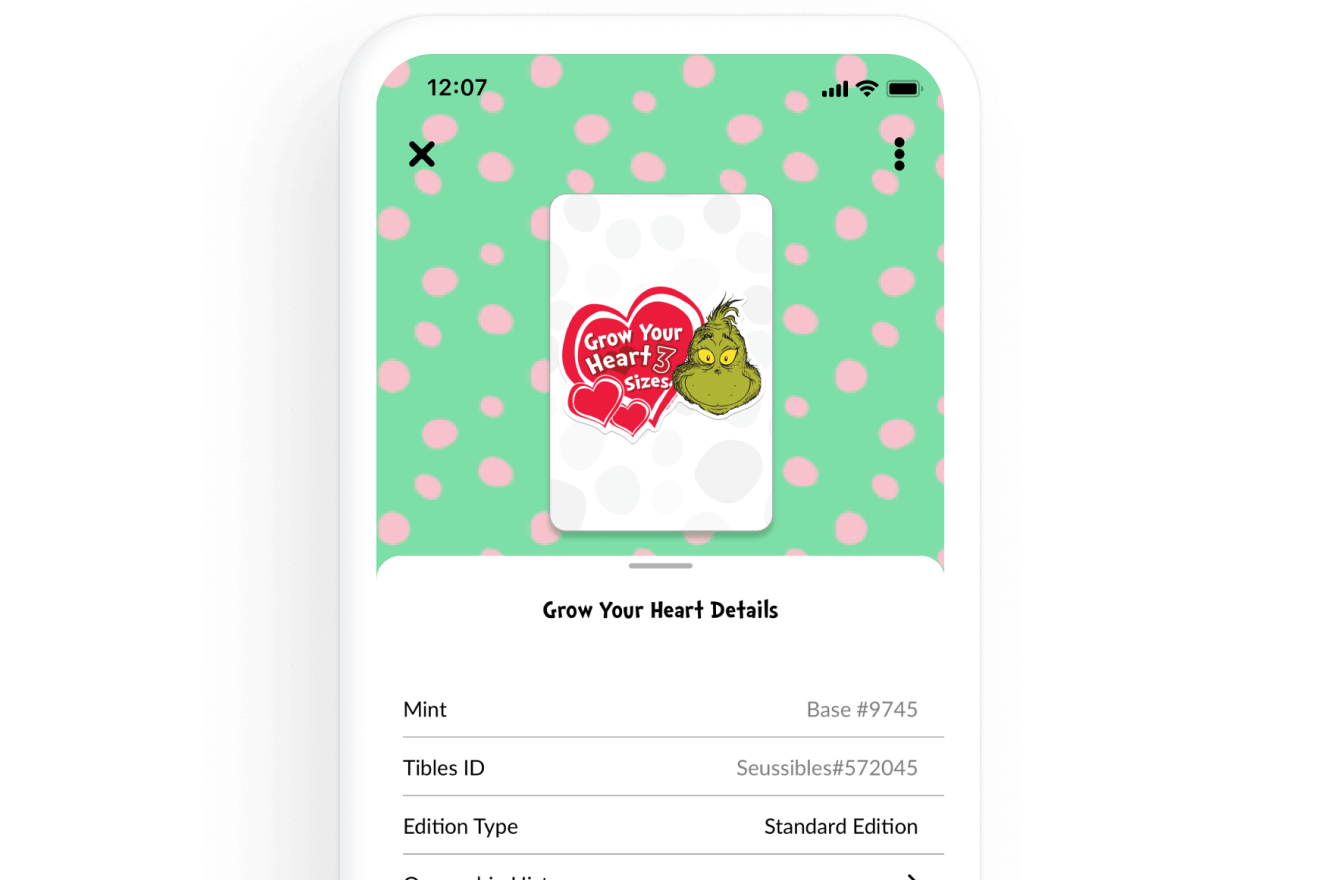 12:07
Grow Your
Heart 3
Sizes
Grow Your Heart Details
Mint Base #9745
Tibles ID Seussibles#572045
Edition Type Standard Edition